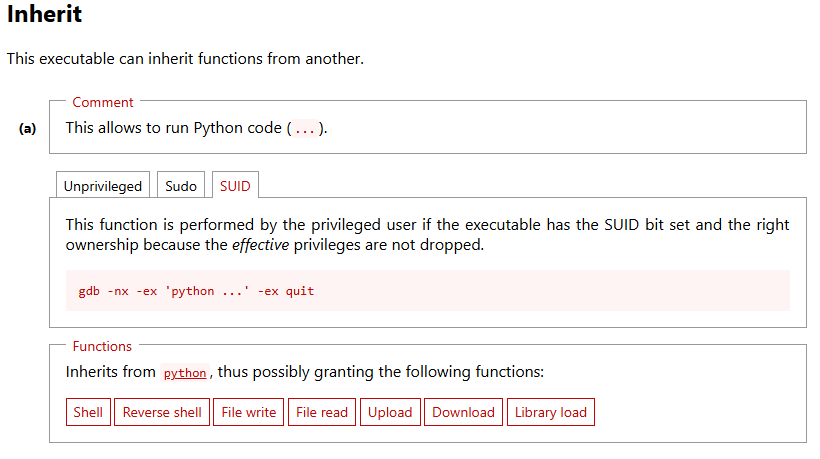 Inherit
This executable can inherit functions from another.
Comment
(a)
This allows to run Python code (...).
Unprivileged Sudo SUID
This function is performed by the privileged user if the executable has the SUID bit set and the right
ownership because the effective privileges are not dropped.
gdb -nx -ex 'python ...' -ex quit
Functions
Inherits from python, thus possibly granting the following functions:
Shell Reverse shell File write File read Upload Download Library load